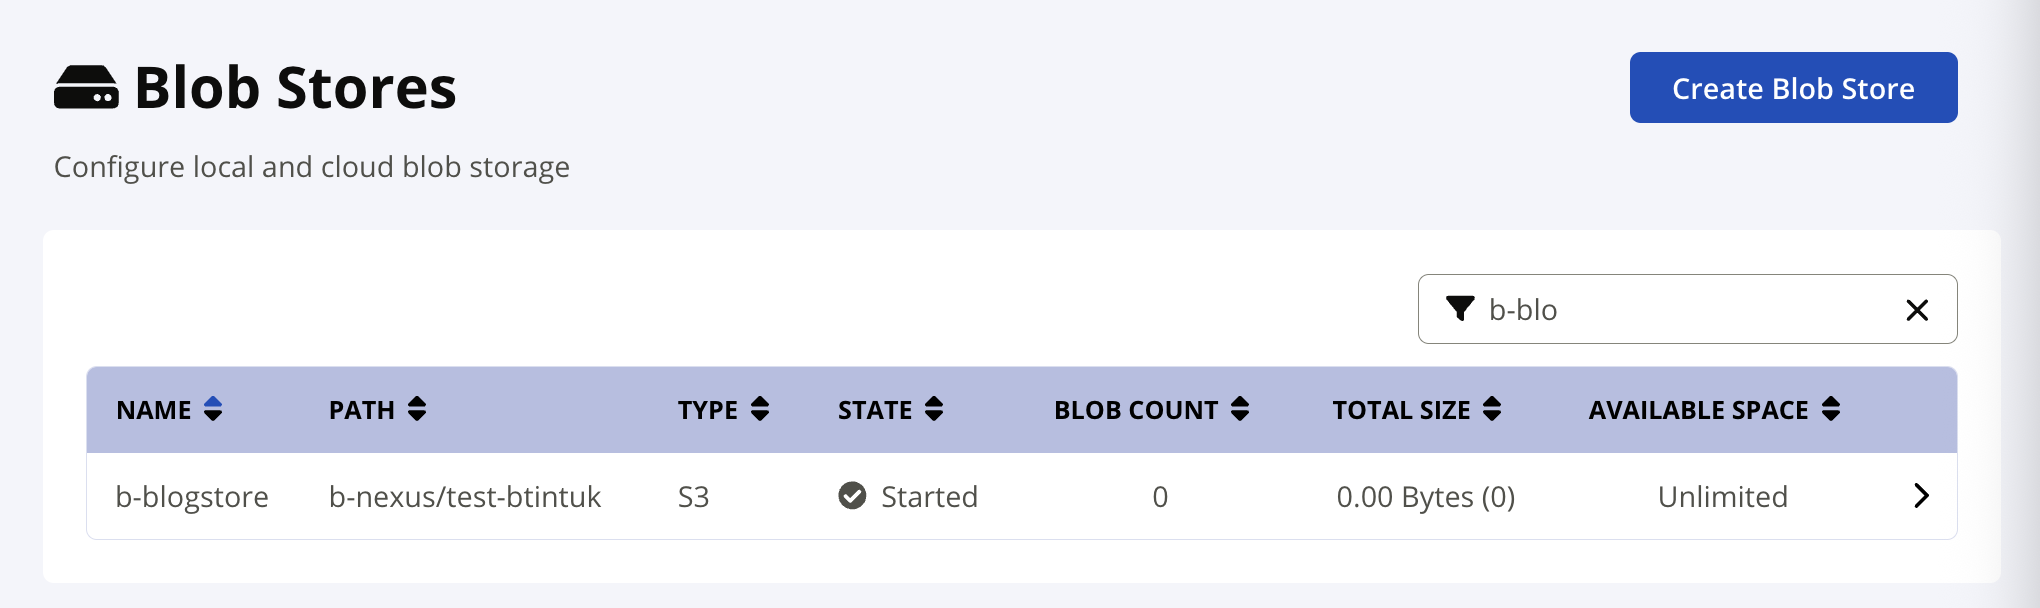 Blob Stores
Create Blob Store
Configure local and cloud blob storage
b-blo
NAME PATH TYPE STATE BLOB COUNT TOTAL SIZE AVAILABLE SPACE
b-blogstore b-nexus/test-btintuk S3 Started 0 0.00 Bytes (0) Unlimited